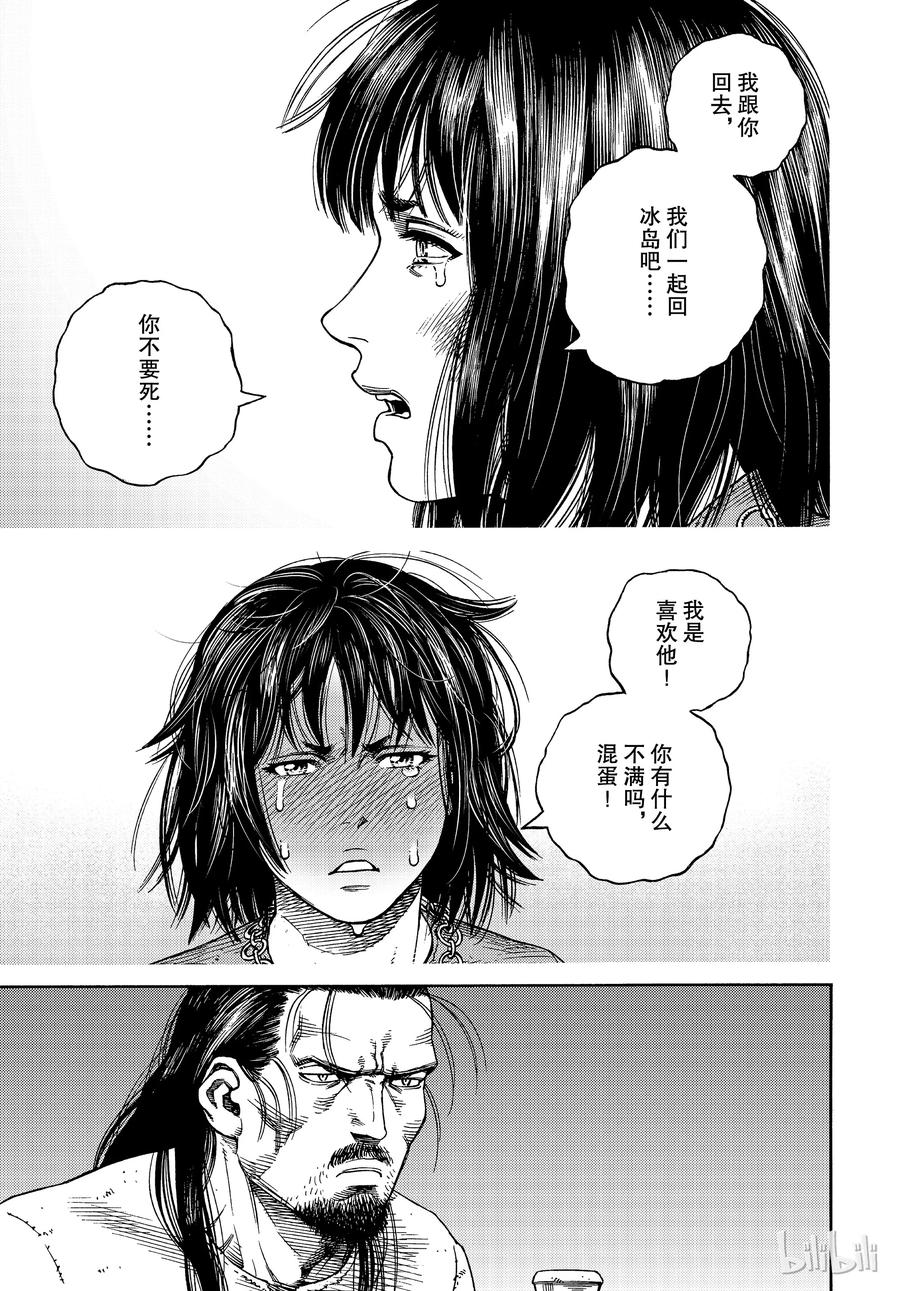 我跟你
回去，
我们一起回
冰岛吧……
你不要死……
我是
喜欢他！
你有什么
不满吗，
混蛋！
bilibili